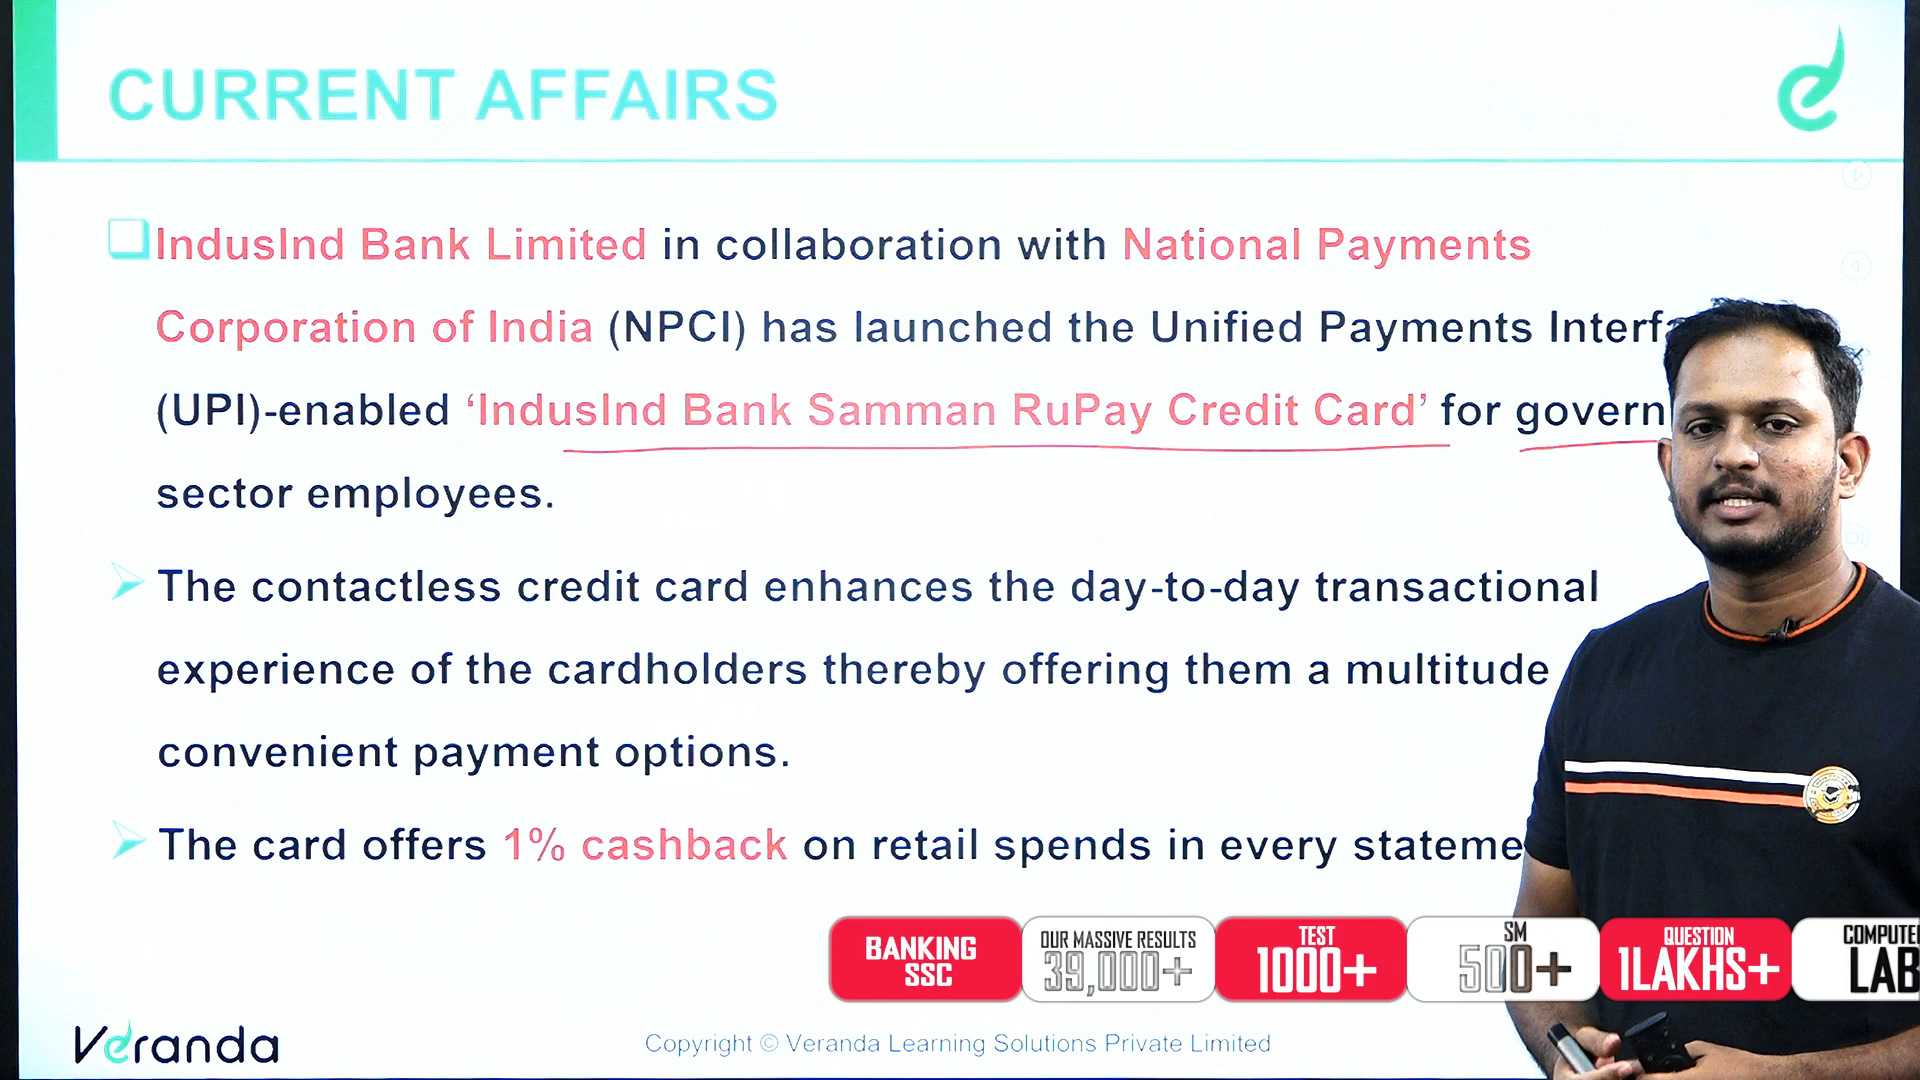 CURRENT AFFAIRS
IndusInd Bank Limited in collaboration with National Payments
Corporation of India (NPCI) has launched the Unified Payments
(UPI)-enabled ‘IndusInd Bank Samman RuPay Credit Card’ for
sector employees.
The contactless credit card enhances the day-to-day transactional
experience of the cardholders thereby offering them a multitude
convenient payment options.
The card offers 1% cashback on retail spends in every
BANKING
SSC
OUR MASSIVE RESULTS
39,000+
TEST
1000+
SM
500+
QUESTION
1LAKHS+
LAB
Veranda
Copyright © Veranda Learning Solutions Private Limited